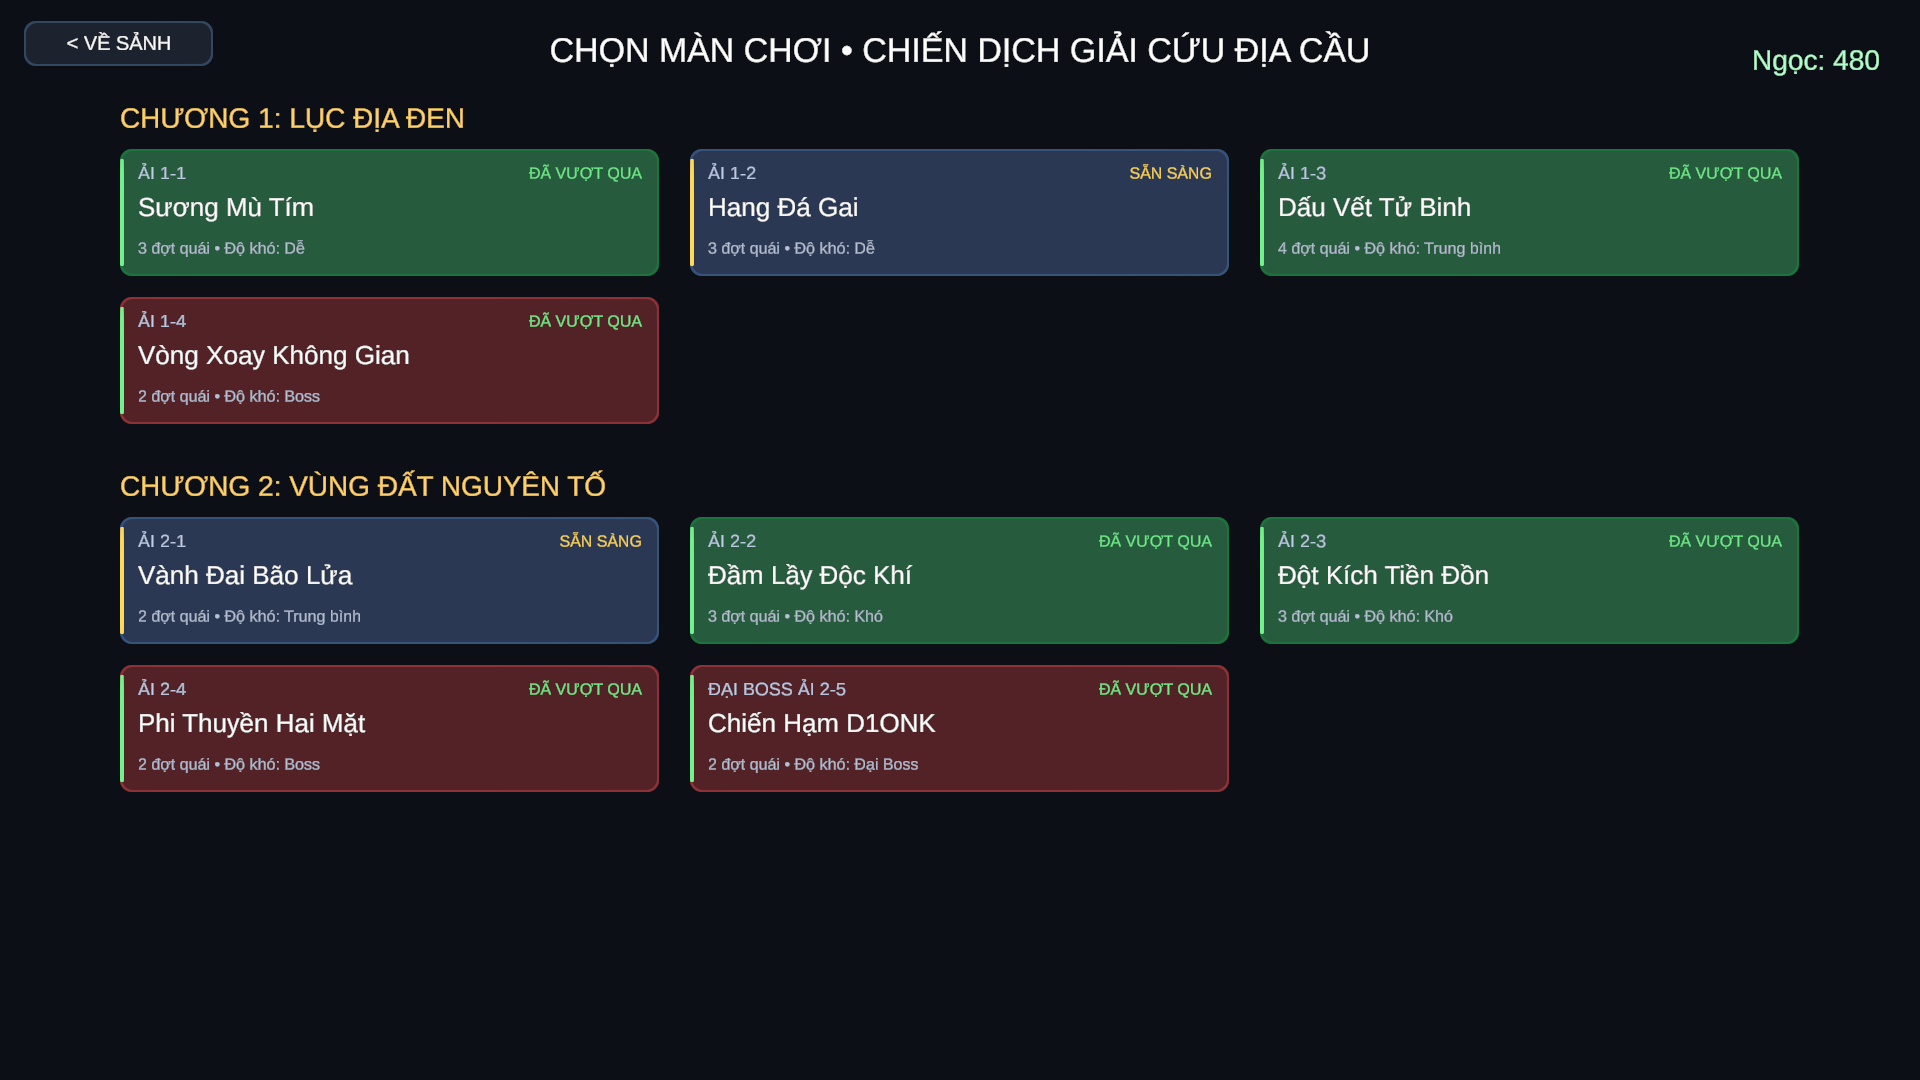 < VỀ SẢNH
CHỌN MÀN CHƠI • CHIẾN DỊCH GIẢI CỨU ĐỊA CẦU
Ngọc: 480
CHƯƠNG 1: LỤC ĐỊA ĐEN
ẢI 1-1
ĐÃ VƯỢT QUA
Sương Mù Tím
3 đợt quái • Độ khó: Dễ
ẢI 1-2
SẴN SÀNG
Hang Đá Gai
3 đợt quái • Độ khó: Dễ
ẢI 1-3
ĐÃ VƯỢT QUA
Dấu Vết Tử Binh
4 đợt quái • Độ khó: Trung bình
ẢI 1-4
ĐÃ VƯỢT QUA
Vòng Xoay Không Gian
2 đợt quái • Độ khó: Boss
CHƯƠNG 2: VÙNG ĐẤT NGUYÊN TỐ
ẢI 2-1
SẴN SÀNG
Vành Đai Bão Lửa
2 đợt quái • Độ khó: Trung bình
ẢI 2-2
ĐÃ VƯỢT QUA
Đầm Lầy Độc Khí
3 đợt quái • Độ khó: Khó
ẢI 2-3
ĐÃ VƯỢT QUA
Đột Kích Tiền Đồn
3 đợt quái • Độ khó: Khó
ẢI 2-4
ĐÃ VƯỢT QUA
Phi Thuyền Hai Mặt
2 đợt quái • Độ khó: Boss
ĐẠI BOSS ẢI 2-5
ĐÃ VƯỢT QUA
Chiến Hạm D1ONK
2 đợt quái • Độ khó: Đại Boss